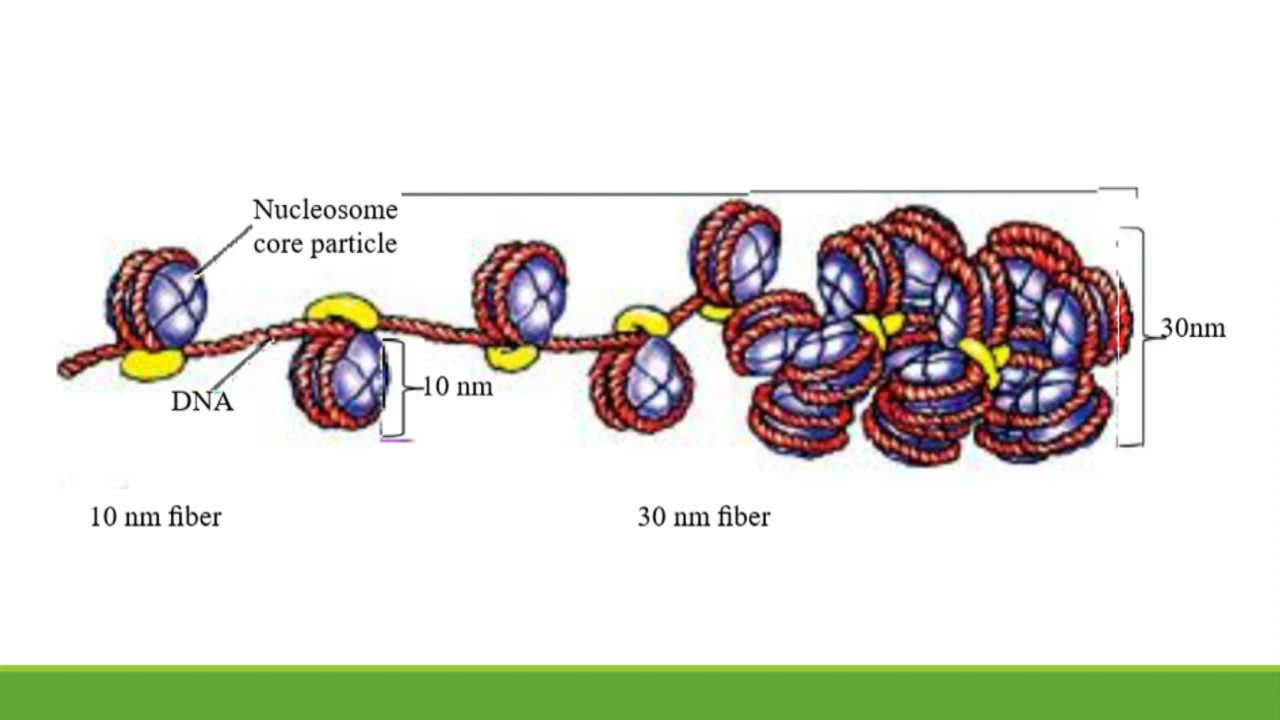 Nucleosome
core particle
30nm
10 nm
DNA
10 nm fiber
30 nm fiber